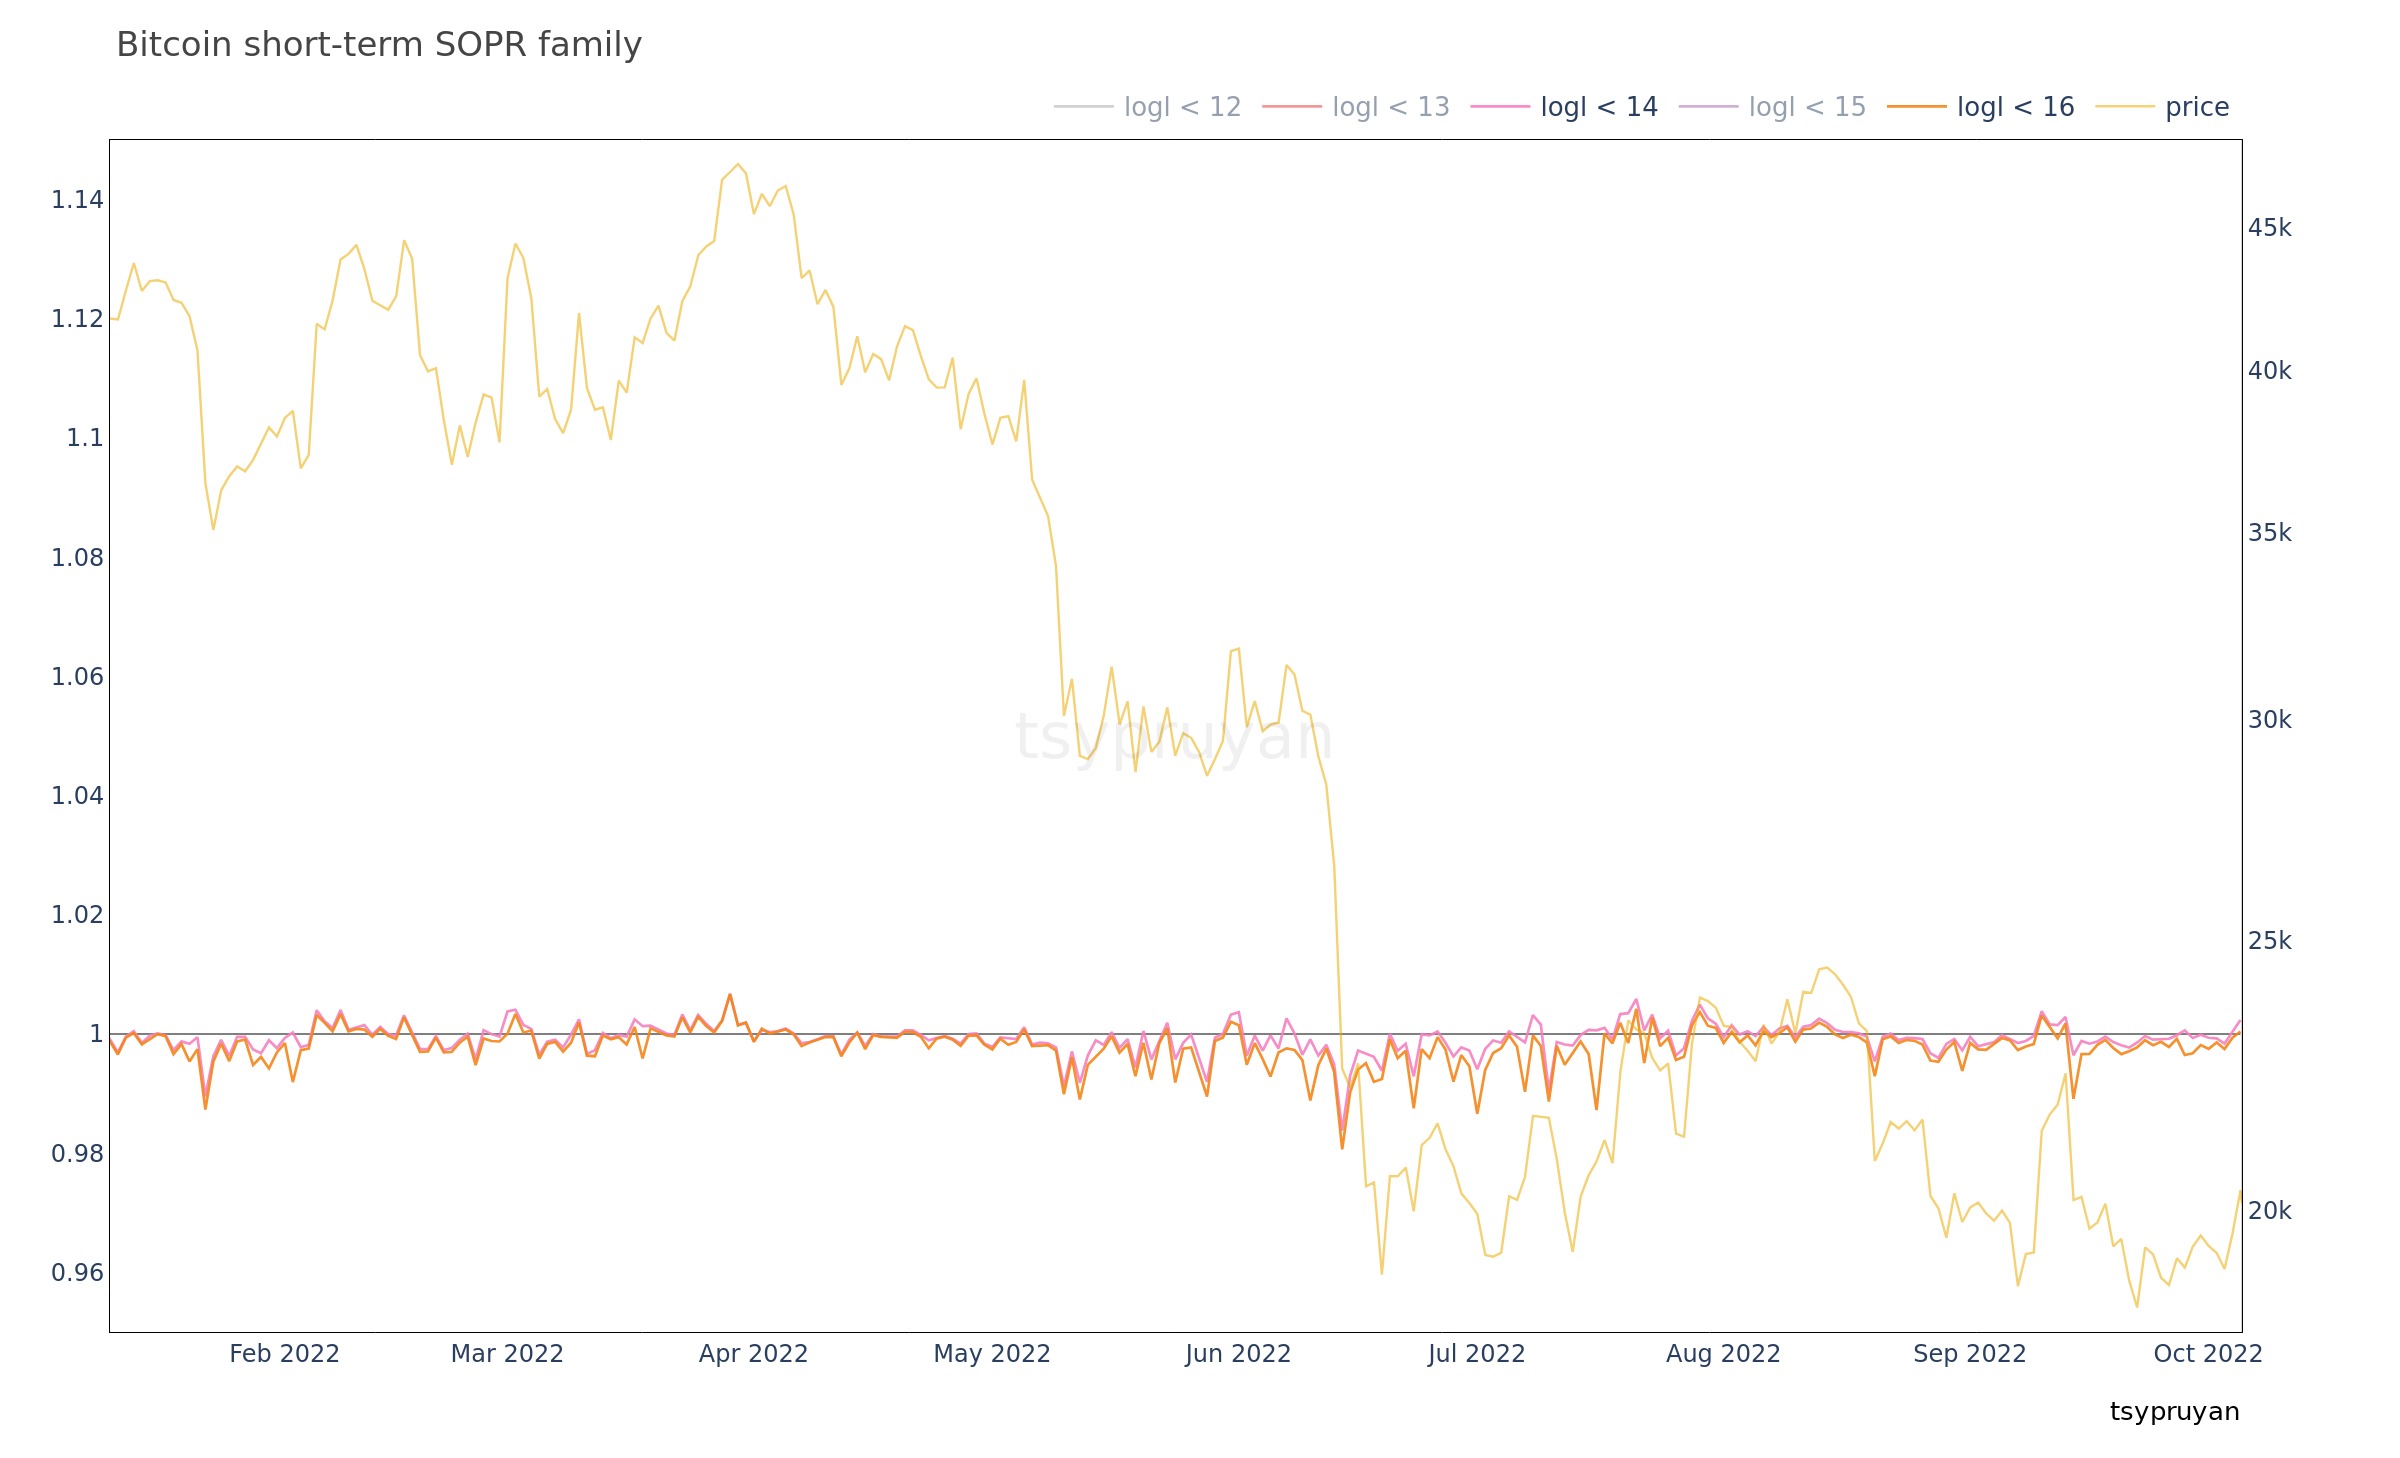 Bitcoin short-term SOPR family
logl < 12 logl < 13 logl < 14 logl < 15 logl < 16 price
1.14
1.12
1.1
1.08
1.06
1.04
1.02
1
0.98
0.96
45k
40k
35k
30k
25k
20k
tsypruyan
Feb 2022 Mar 2022 Apr 2022 May 2022 Jun 2022 Jul 2022 Aug 2022 Sep 2022 Oct 2022
tsypruyan